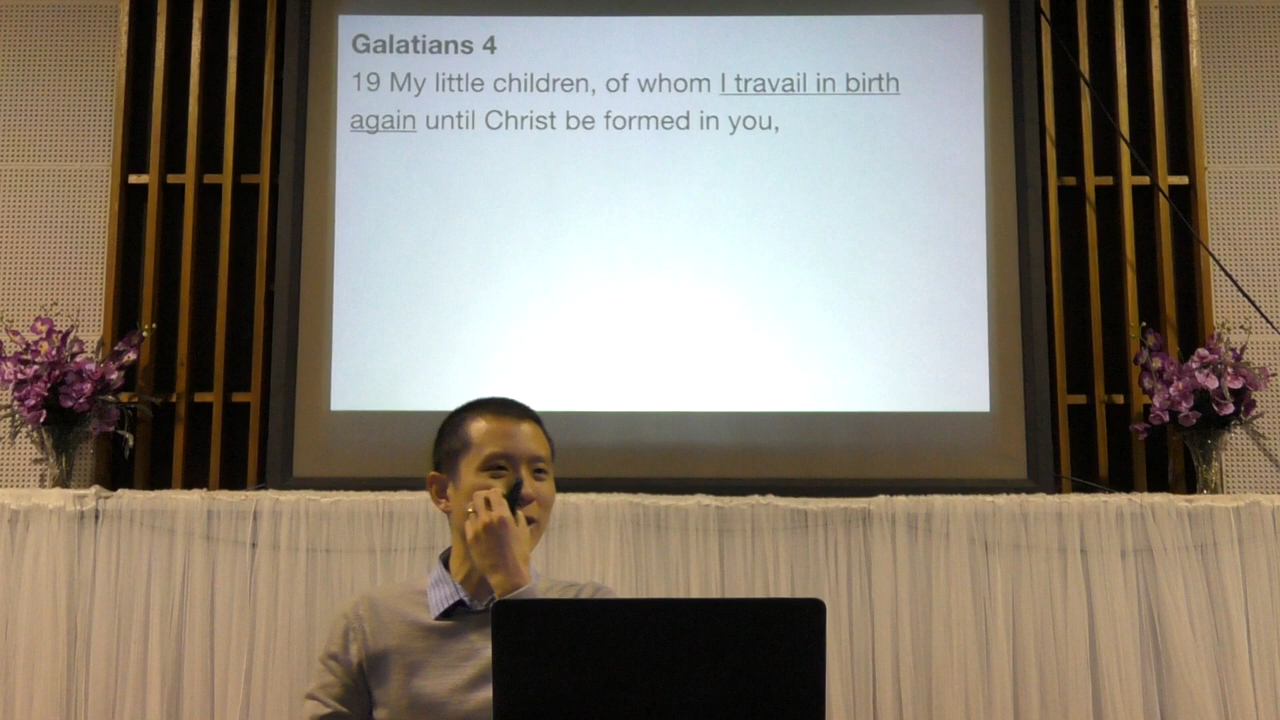 Galatians 4
19 My little children, of whom I travail in birth
again until Christ be formed in you,